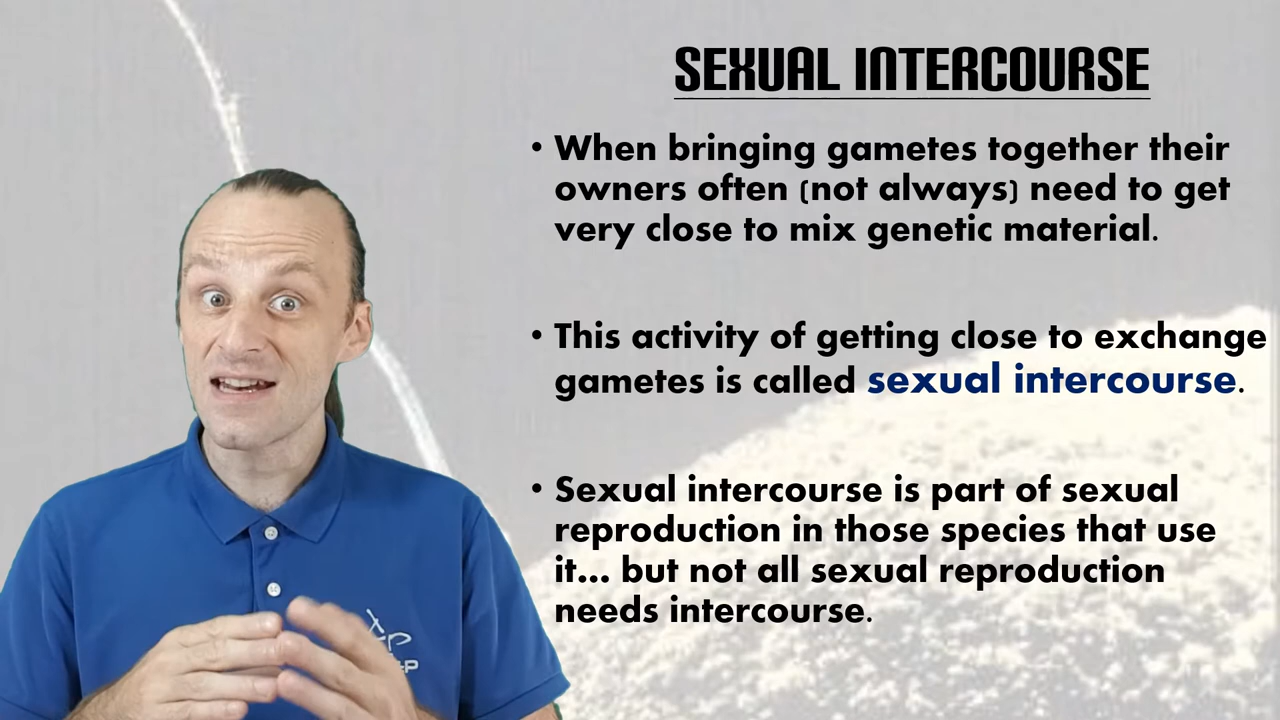 SEXUAL INTERCOURSE
• When bringing gametes together their
owners often (not always) need to get
very close to mix genetic material.
• This activity of getting close to exchange
gametes is called sexual intercourse.
• Sexual intercourse is part of sexual
reproduction in those species that use
it... but not all sexual reproduction
needs intercourse.